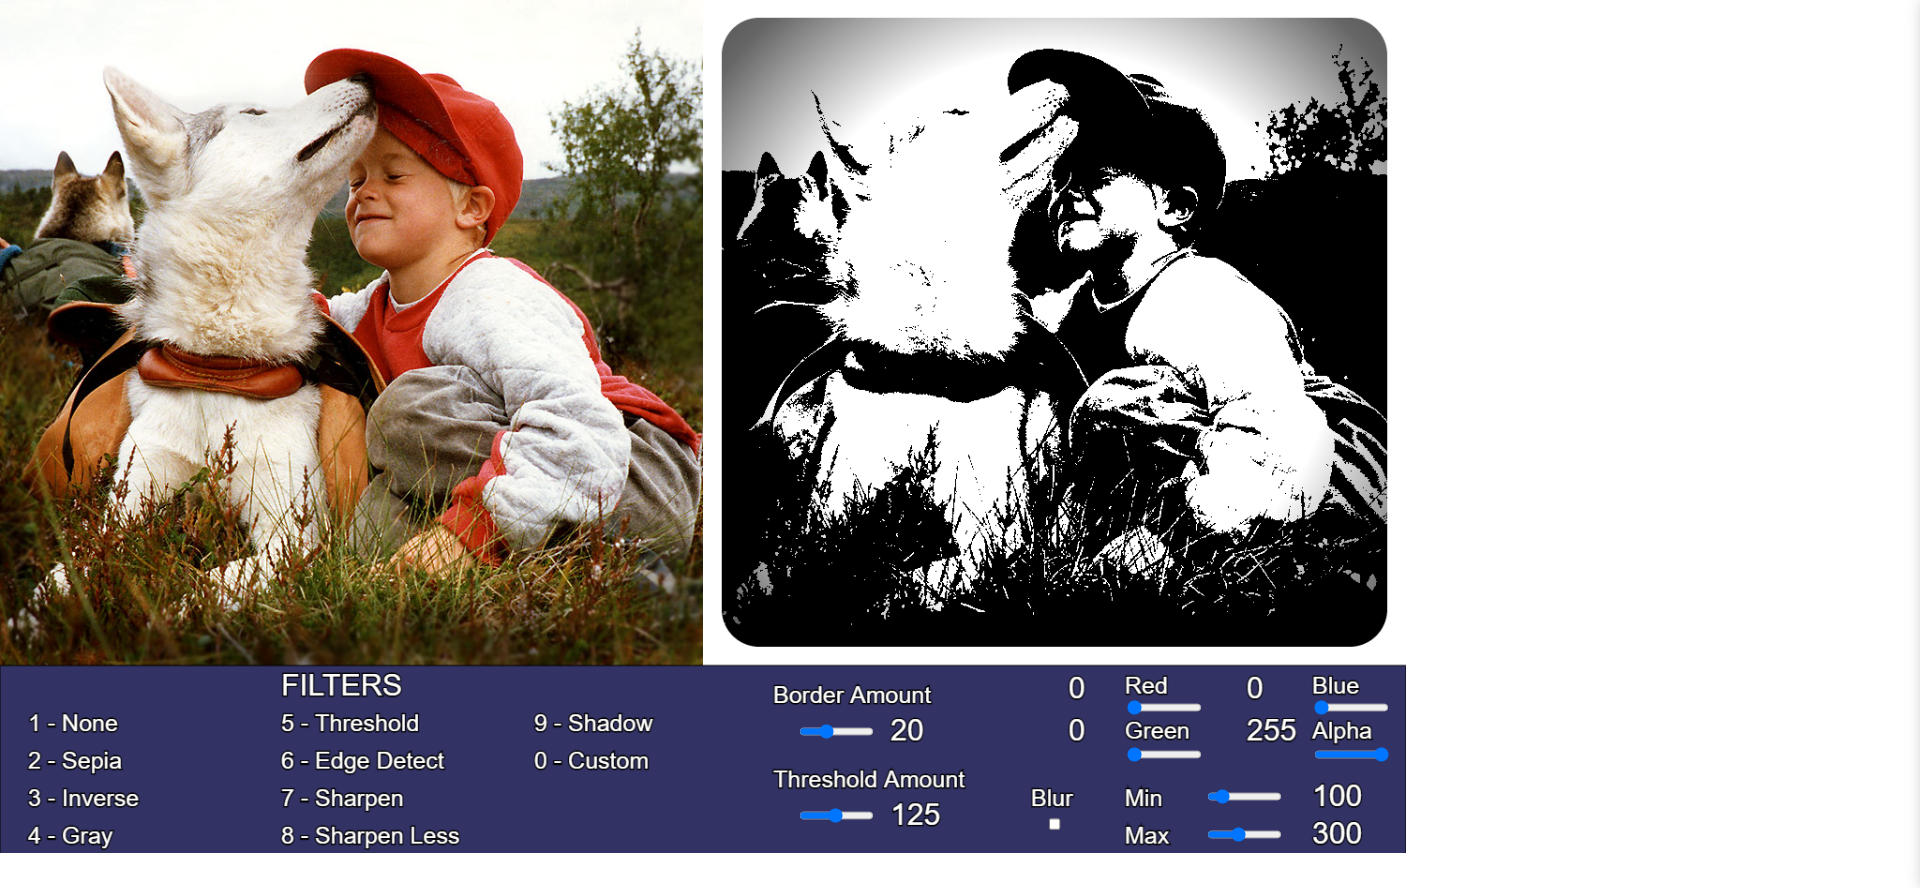 FILTERS
1 - None
2 - Sepia
3 - Inverse
4 - Gray
5 - Threshold
6 - Edge Detect
7 - Sharpen
8 - Sharpen Less
9 - Shadow
0 - Custom
Border Amount
20
Threshold Amount
125
0 Red
0 Blue
0 Green
255 Alpha
Blur
Min 100
Max 300